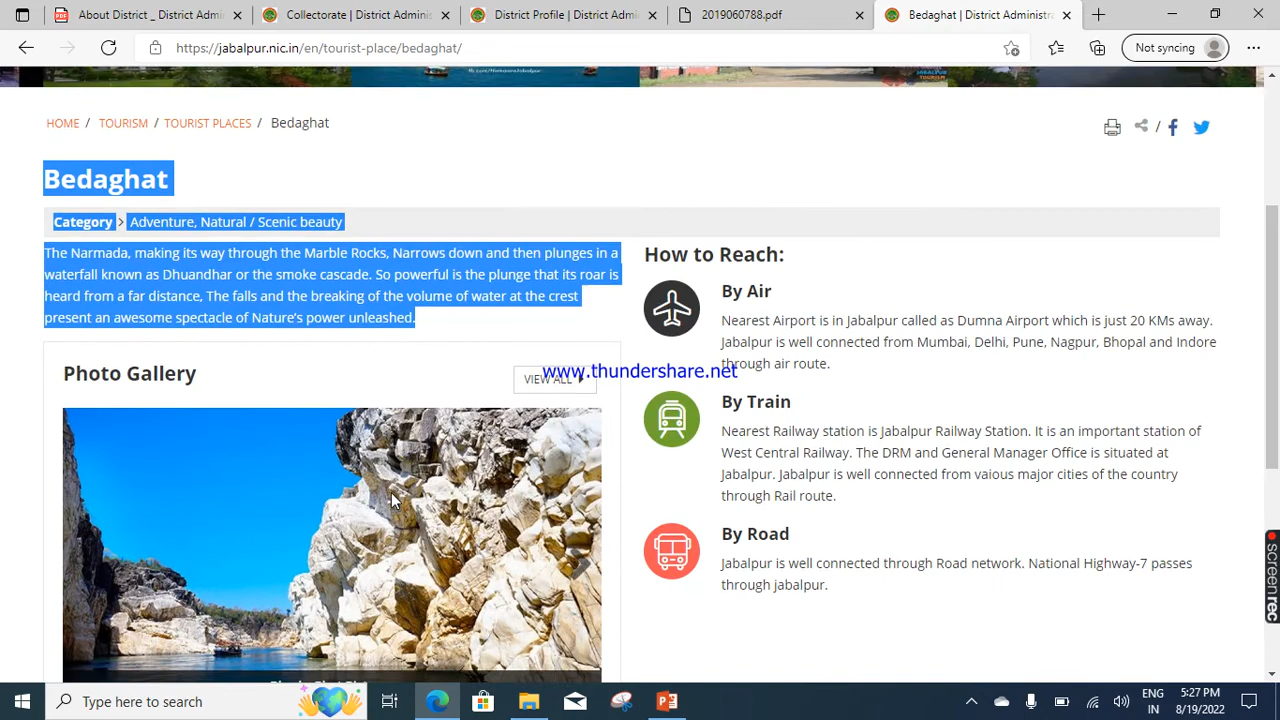 About District _ District Admi
Collectorate | District Adminis
District Profile | District Admi
2019060788.pdf
Bedaghat | District Administra
https://jabalpur.nic.in/en/tourist-place/bedaghat/
Not syncing
JABALPUR
TOURISM
HOME / TOURISM / TOURIST PLACES / Bedaghat
Bedaghat
Category > Adventure, Natural / Scenic beauty
The Narmada, making its way through the Marble Rocks, Narrows down and then plunges in a
waterfall known as Dhuandhar or the smoke cascade. So powerful is the plunge that its roar is
heard from a far distance, The falls and the breaking of the volume of water at the crest
present an awesome spectacle of Nature's power unleashed.
Photo Gallery
VIEW ALL
www.thundershare.net
How to Reach:
By Air
Nearest Airport is in Jabalpur called as Dumna Airport which is just 20 KMs away.
Jabalpur is well connected from Mumbai, Delhi, Pune, Nagpur, Bhopal and Indore
through air route.
By Train
Nearest Railway station is Jabalpur Railway Station. It is an important station of
West Central Railway. The DRM and General Manager Office is situated at
Jabalpur. Jabalpur is well connected from vaious major cities of the country
through Rail route.
By Road
Jabalpur is well connected through Road network. National Highway-7 passes
through jabalpur.
screenrec
Type here to search
ENG
IN
5:27 PM
8/19/2022